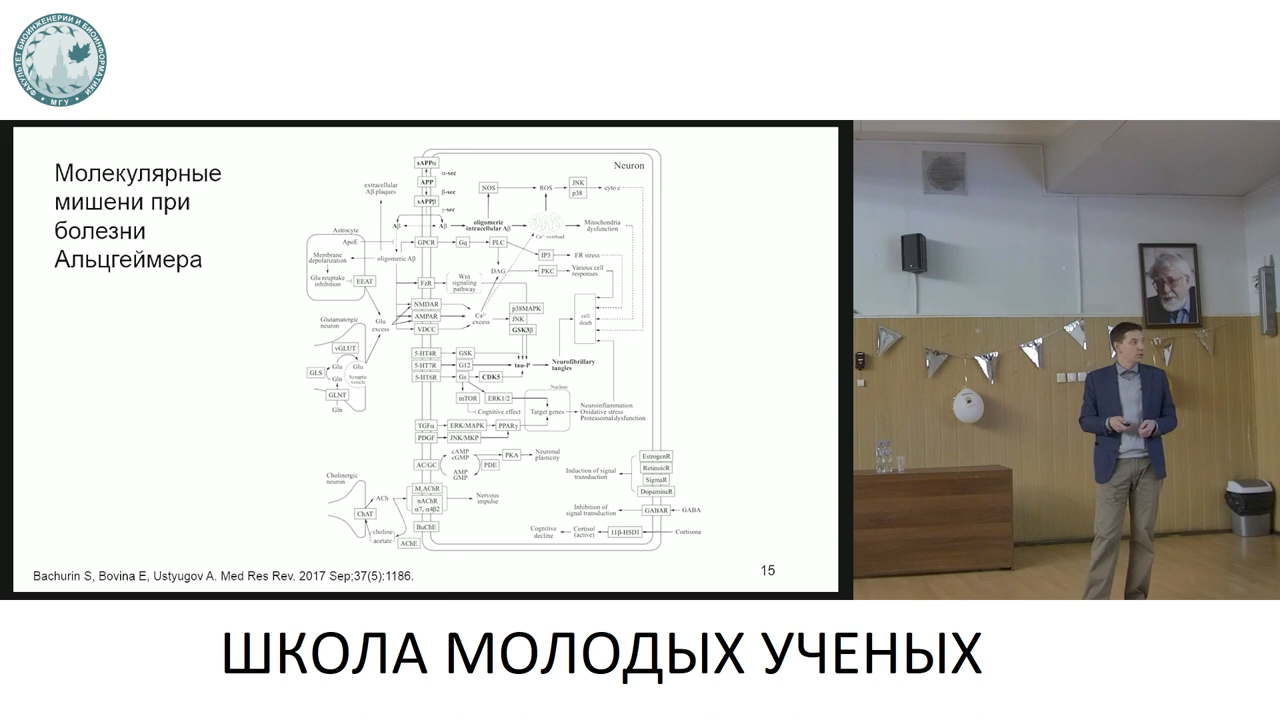 ФАКУЛЬТЕТ БИОИНЖЕНЕРИИ И БИОИНФОРМАТИКИ
• МГУ •
Молекулярные
мишени при
болезни
Альцгеймера
Neuron
sAPPα
α-sec
APP
β-sec
sAPPβ
γ-sec
extracellular
Aβ plaques
NOS
ROS
JNK
p38
cyto c
Aβ
Aβ
oligomeric
intracellular Aβ
Ca²⁺ overload
Mitochondria
dysfunction
Astrocyte
ApoE
Membrane
depolarization
oligomeric Aβ
Glu reuptake
inhibition
EEAT
GPCR
Gq
PLC
IP3
ER stress
DAG
PKC
Various cell
responses
FzR
Wnt
signaling
pathway
NMDAR
AMPAR
VDCC
Glu
excess
Ca²⁺
excess
p38MAPK
JNK
GSK3β
cell
death
Glutamatergic
neuron
vGLUT
Glu
Glu
GLS
Gln
Synaptic
vesicle
GLNT
Gln
5-HT4R
GSK
5-HT7R
G12
tau-P
Neurofibrillary
tangles
5-HT6R
Gs
CDK5
Nucleus
mTOR
ERK1/2
Cognitive effect
Target genes
Neuroinflammation
Oxidative stress
Proteasomal dysfunction
TGFα
ERK/MAPK
PPARγ
PDGF
JNK/MKP
cAMP
cGMP
PKA
Neuronal
plasticity
AC/GC
PDE
AMP
GMP
EstrogenR
RetinoicR
SigmaR
DopamineR
Induction of signal
transduction
Cholinergic
neuron
ACh
ChAT
choline
acetate
AChE
M1AChR
nAChR
α7, α4β2
Nervous
impulse
BuChE
Inhibition of
signal transduction
GABAR
GABA
Cognitive
decline
Cortisol
(active)
11β-HSD1
Cortisone
Bachurin S, Bovina E, Ustyugov A. Med Res Rev. 2017 Sep;37(5):1186.
15
ШКОЛА МОЛОДЫХ УЧЕНЫХ